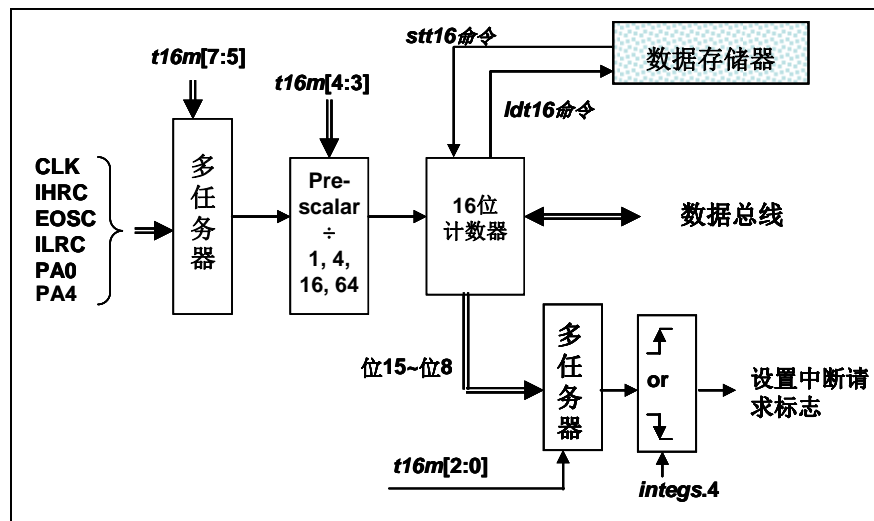 stt16命令
数据存储器
t16m[7:5]
t16m[4:3]
ldt16命令
CLK
IHRC
EOSC
ILRC
PA0
PA4
多任务器
Pre-
scalar
÷
1, 4,
16, 64
16位
计数器
数据总线
位15~位8
多任务器
or
设置中断请
求标志
t16m[2:0]
integs.4